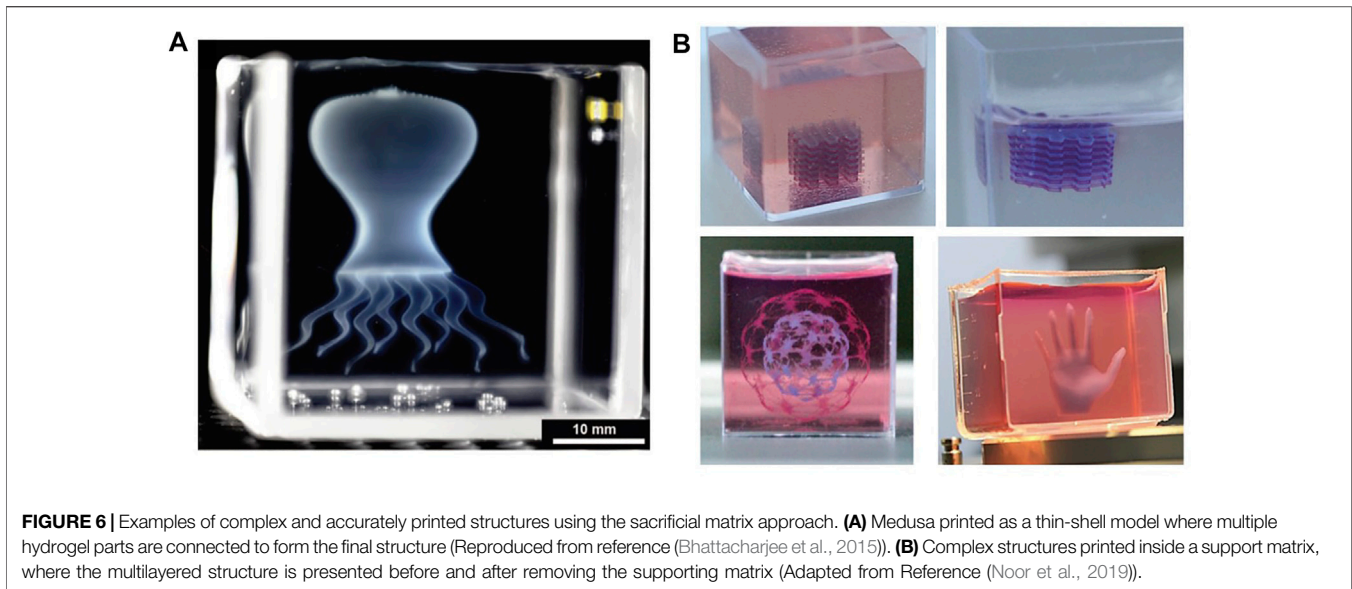 A
B
10 mm
FIGURE 6 | Examples of complex and accurately printed structures using the sacrificial matrix approach. (A) Medusa printed as a thin-shell model where multiple
hydrogel parts are connected to form the final structure (Reproduced from reference (Bhattacharjee et al., 2015)). (B) Complex structures printed inside a support matrix,
where the multilayered structure is presented before and after removing the supporting matrix (Adapted from Reference (Noor et al., 2019)).